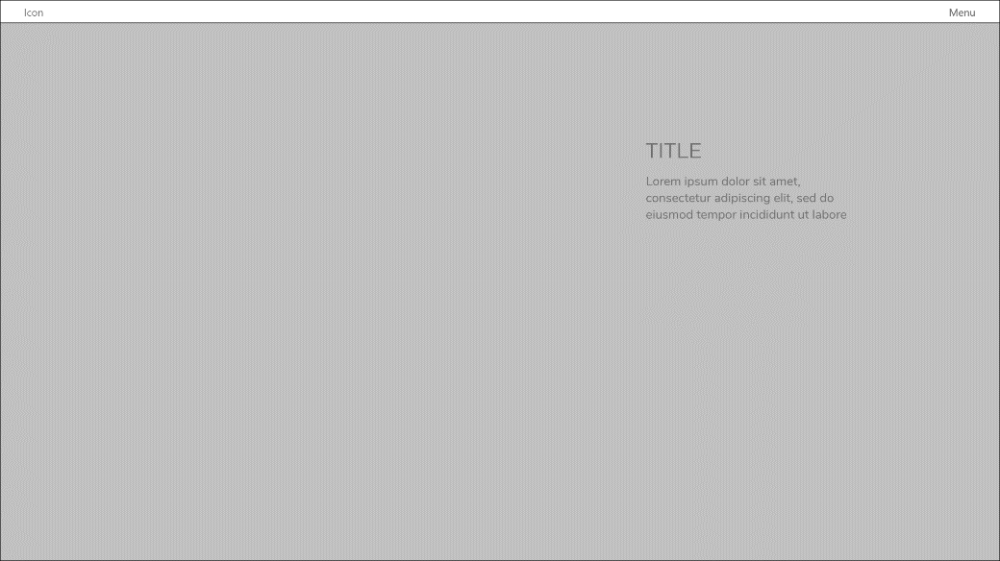 Icon
Menu
TITLE
Lorem ipsum dolor sit amet,
consectetur adipiscing elit, sed do
eiusmod tempor incididunt ut labore